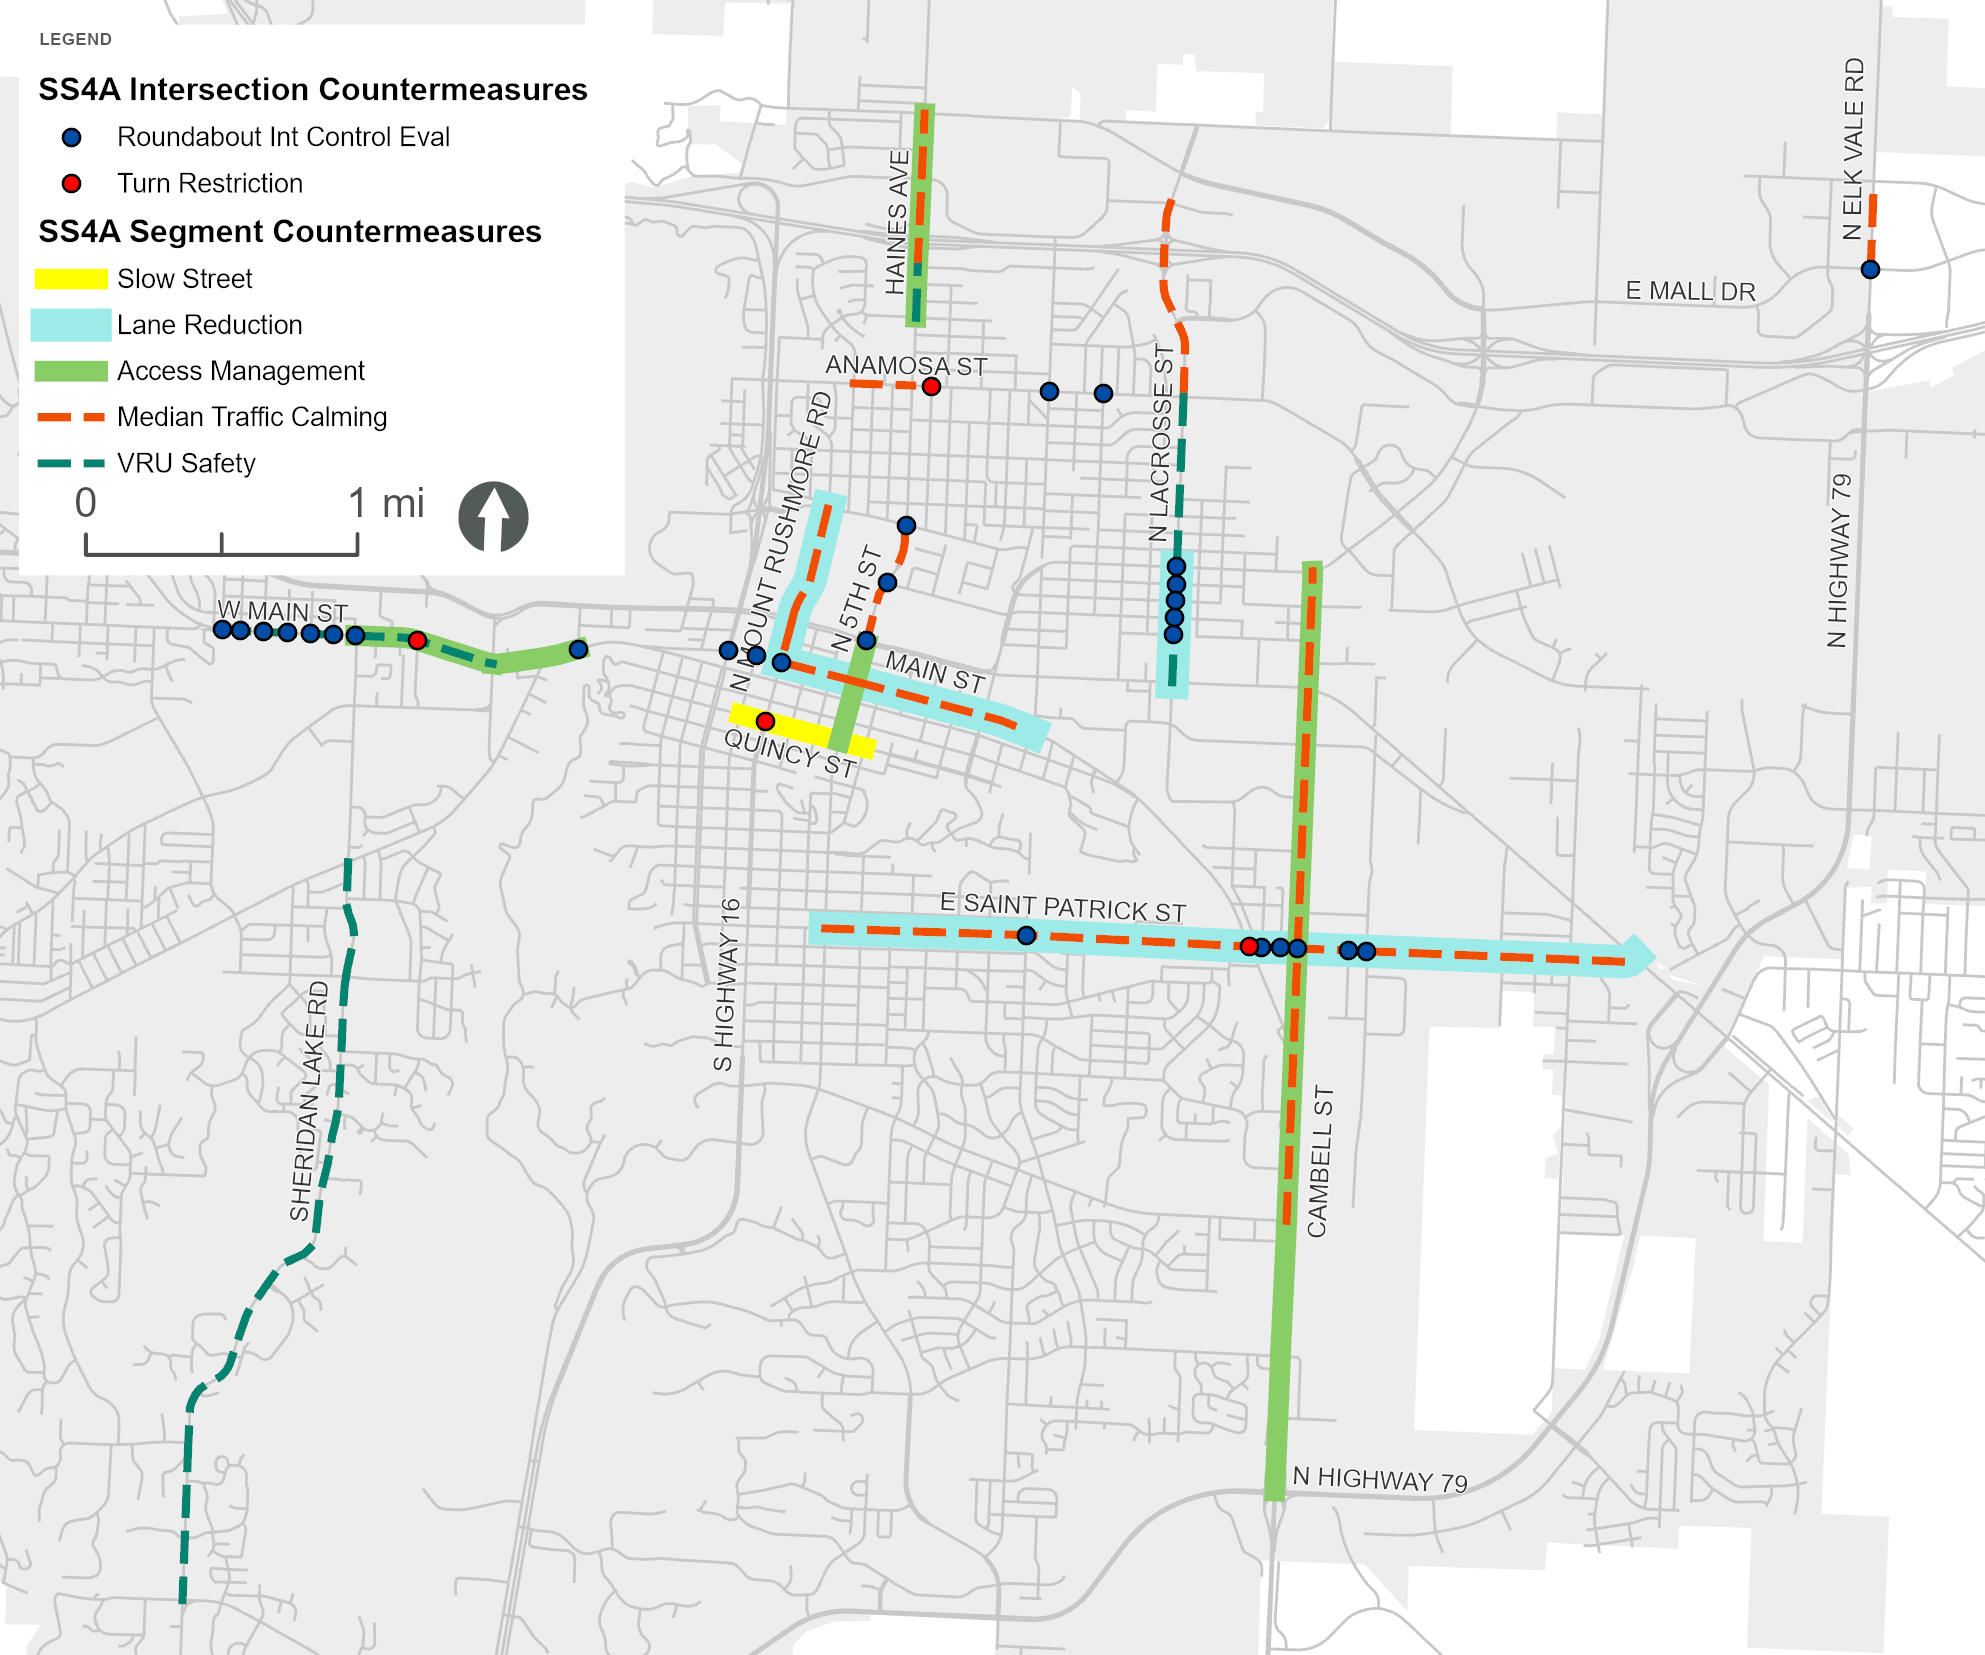 LEGEND
SS4A Intersection Countermeasures
Roundabout Int Control Eval
Turn Restriction
SS4A Segment Countermeasures
Slow Street
Lane Reduction
Access Management
Median Traffic Calming
VRU Safety
0 1 mi
HAINES AVE
N ELK VALE RD
E MALL DR
ANAMOSA ST
N LACROSSE ST
N MOUNT RUSHMORE RD
N HIGHWAY 79
N 5TH ST
W MAIN ST
MAIN ST
QUINCY ST
E SAINT PATRICK ST
S HIGHWAY 16
SHERIDAN LAKE RD
CAMBELL ST
N HIGHWAY 79